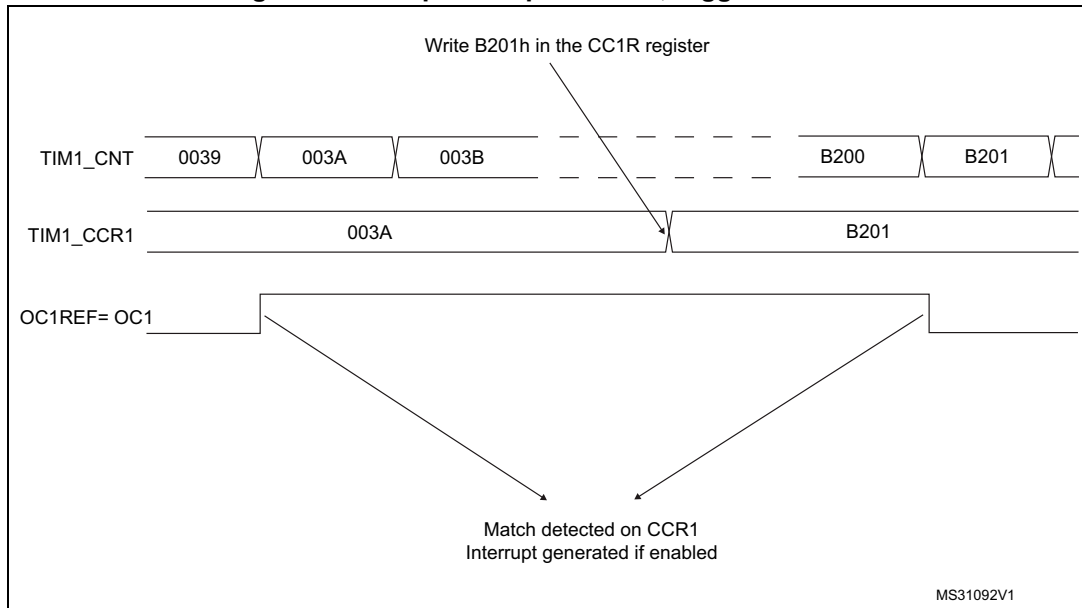 Write B201h in the CC1R register
TIM1_CNT 0039 003A 003B B200 B201
TIM1_CCR1 003A B201
OC1REF= OC1
Match detected on CCR1
Interrupt generated if enabled
MS31092V1